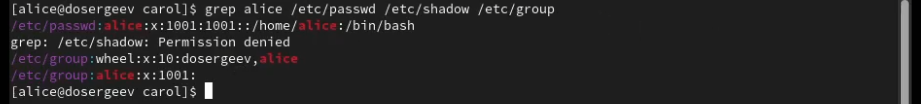 [alice@dosergeev carol]$ grep alice /etc/passwd /etc/shadow /etc/group
/etc/passwd:alice:x:1001:1001::/home/alice:/bin/bash
grep: /etc/shadow: Permission denied
/etc/group:wheel:x:10:dosergeev,alice
/etc/group:alice:x:1001:
[alice@dosergeev carol]$